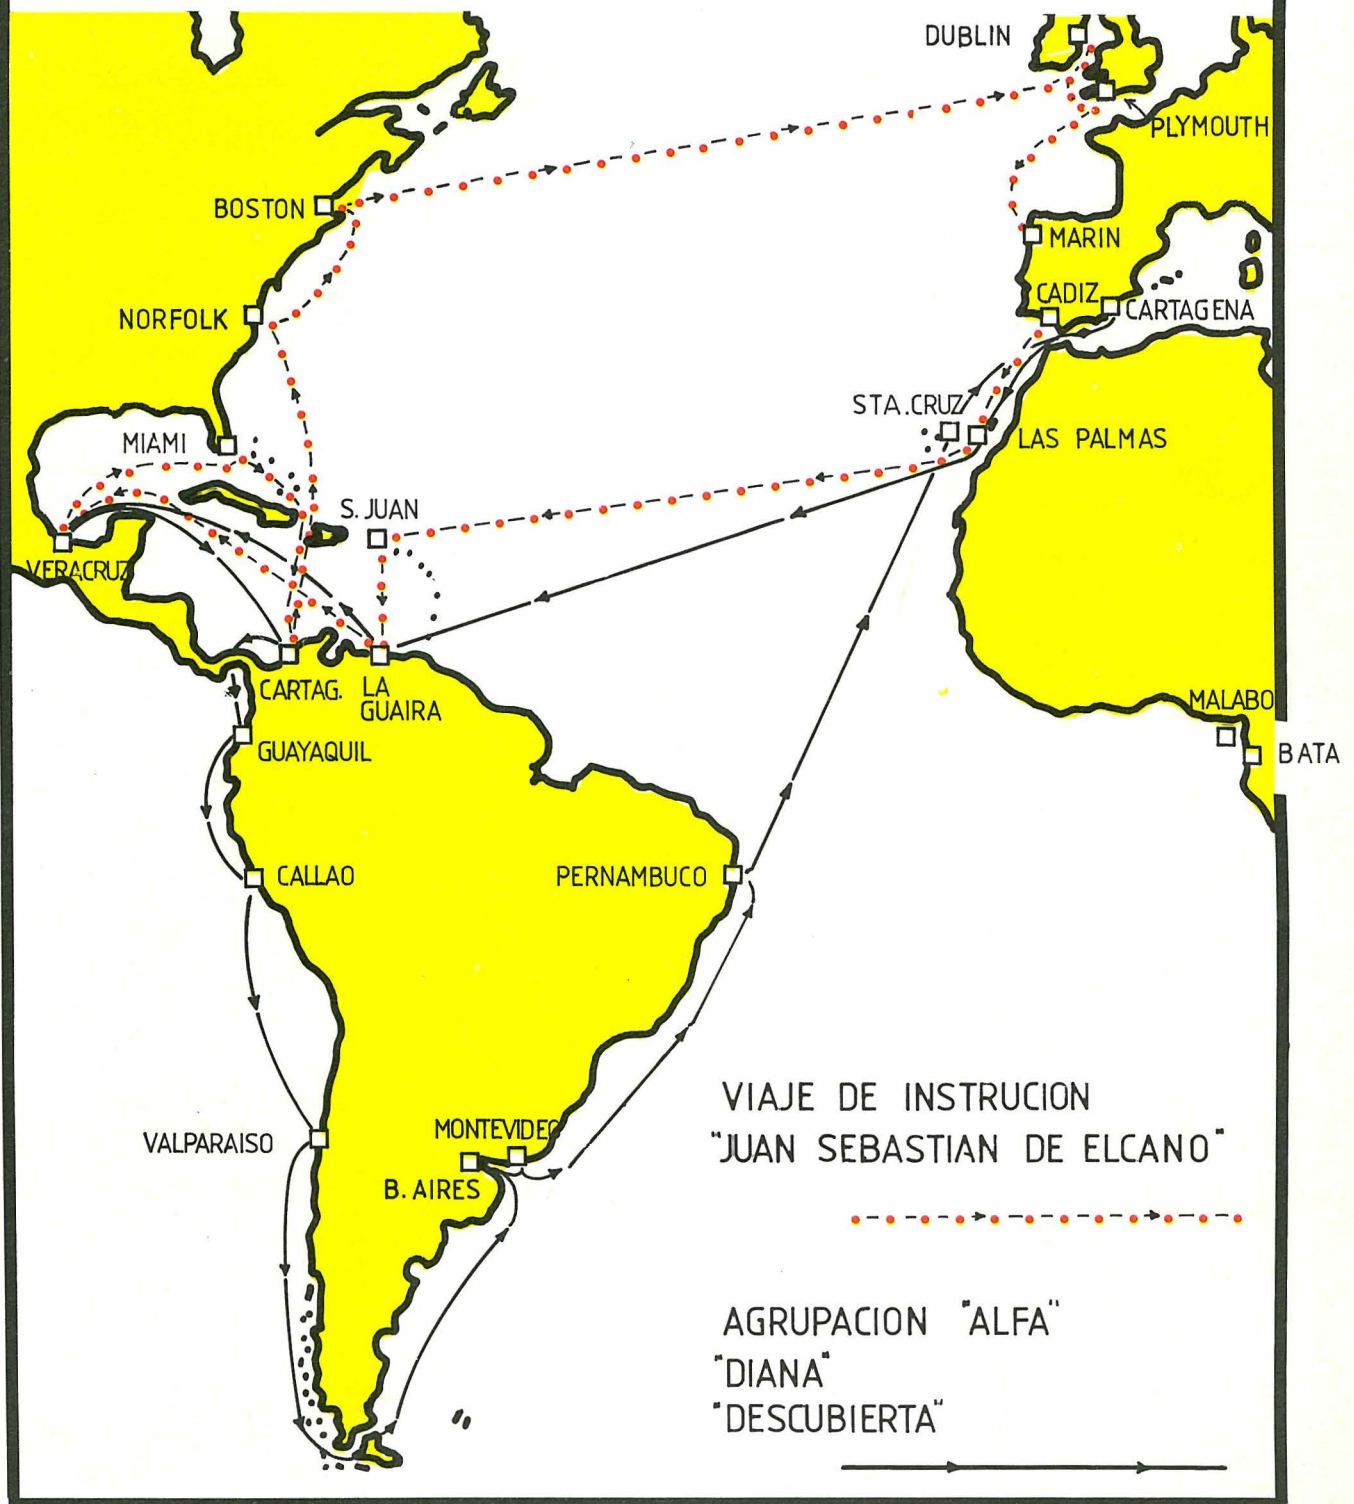 DUBLIN
PLYMOUTH
BOSTON
MARIN
CADIZ
CARTAGENA
NORFOLK
STA.CRUZ
LAS PALMAS
MIAMI
S. JUAN
VERACRUZ
CARTAG.
LA
GUAIRA
MALABO
BATA
GUAYAQUIL
CALLAO
PERNAMBUCO
VALPARAISO
MONTEVIDEO
B. AIRES
VIAJE DE INSTRUCION
"JUAN SEBASTIAN DE ELCANO"
AGRUPACION "ALFA"
"DIANA"
"DESCUBIERTA"